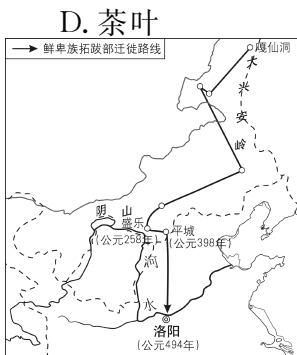 D. 茶叶
鲜卑族拓跋部迁徙路线
嘎仙洞
大
兴
安
岭
阴 山
盛乐
(公元258年)
平城
(公元398年)
河
水
洛阳
(公元494年)